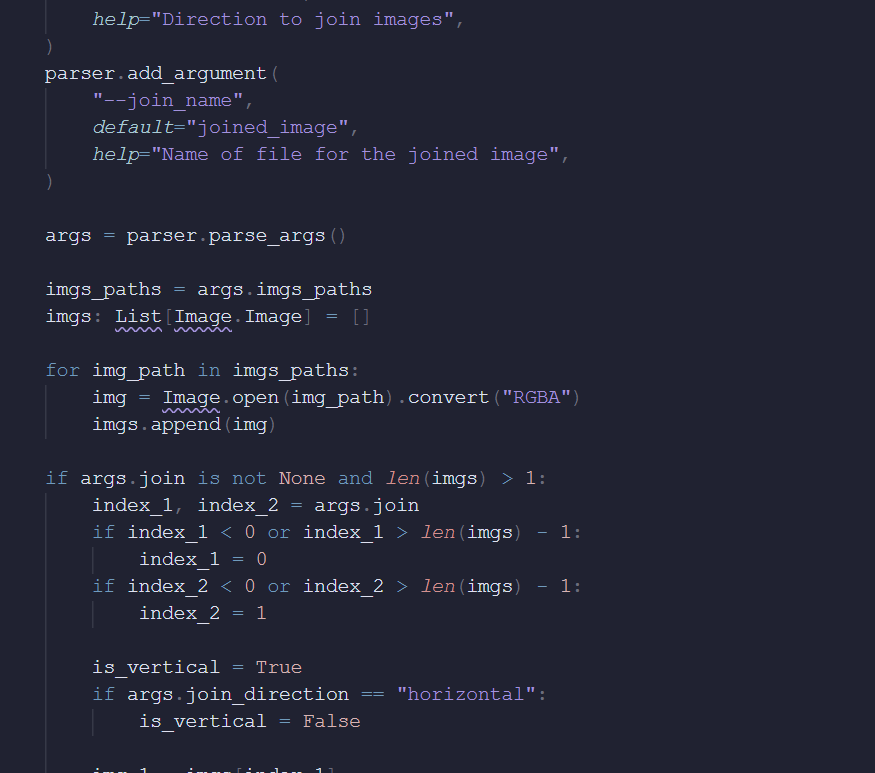 help="Direction to join images",
)
parser.add_argument(
    "--join_name",
    default="joined_image",
    help="Name of file for the joined image",
)

args = parser.parse_args()

imgs_paths = args.imgs_paths
imgs: List[Image.Image] = []

for img_path in imgs_paths:
    img = Image.open(img_path).convert("RGBA")
    imgs.append(img)

if args.join is not None and len(imgs) > 1:
    index_1, index_2 = args.join
    if index_1 < 0 or index_1 > len(imgs) - 1:
        index_1 = 0
    if index_2 < 0 or index_2 > len(imgs) - 1:
        index_2 = 1

    is_vertical = True
    if args.join_direction == "horizontal":
        is_vertical = False